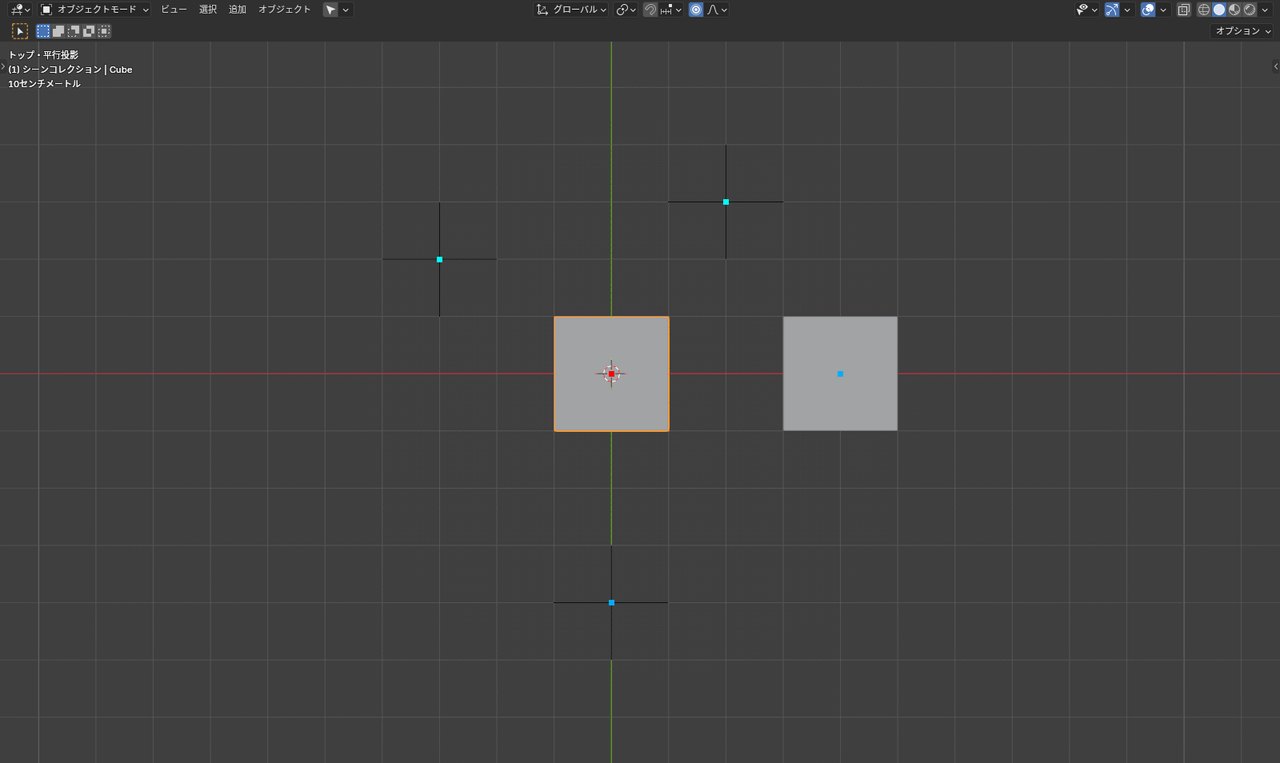 オブジェクトモード ビュー 選択 追加 オブジェクト グローバル
オプション
トップ・平行投影
(1) シーンコレクション | Cube
10センチメートル